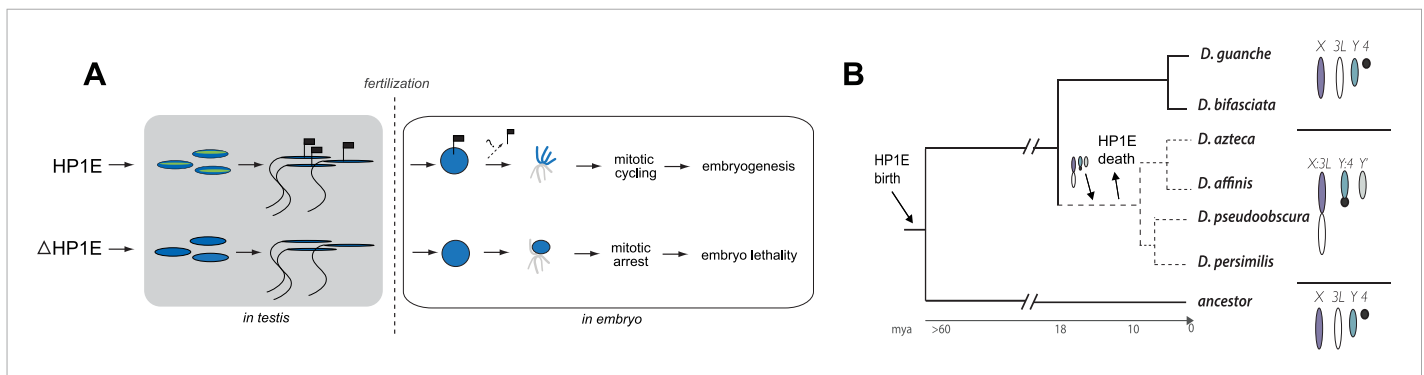 A
fertilization
HP1E
mitotic
cycling
embryogenesis
△HP1E
mitotic
arrest
embryo lethality
in testis
in embryo
B
HP1E
birth
HP1E
death
D. guanche
D. bifasciata
D. azteca
D. affinis
D. pseudoobscura
D. persimilis
ancestor
X 3L Y 4
X:3L Y:4 Y'
X 3L Y 4
mya >60 18 10 0